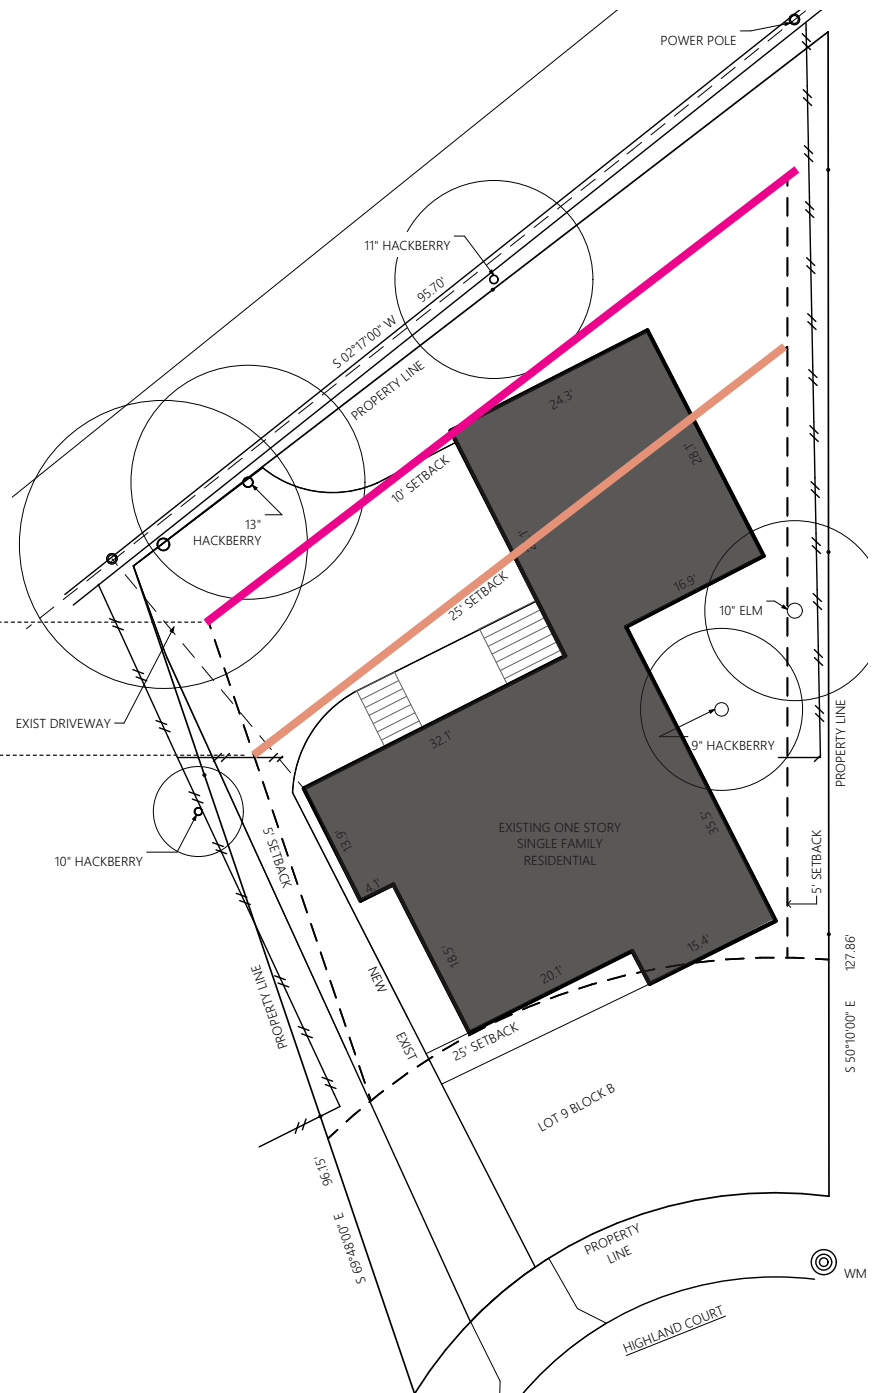 POWER POLE
11" HACKBERRY
95.70'
S 02°17'00" W
PROPERTY LINE
24.3'
28.1'
10' SETBACK
13"
HACKBERRY
25' SETBACK
16.9'
10" ELM
EXIST DRIVEWAY
32.1'
9" HACKBERRY
PROPERTY LINE
13.9'
EXISTING ONE STORY
SINGLE FAMILY
RESIDENTIAL
35.5'
10" HACKBERRY
5' SETBACK
4.1'
5' SETBACK
18.5'
15.4'
20.1'
127.86'
S 50°10'00" E
NEW
EXIST
PROPERTY LINE
25' SETBACK
LOT 9 BLOCK B
96.15'
S 69°48'00" E
PROPERTY
LINE
WM
HIGHLAND COURT